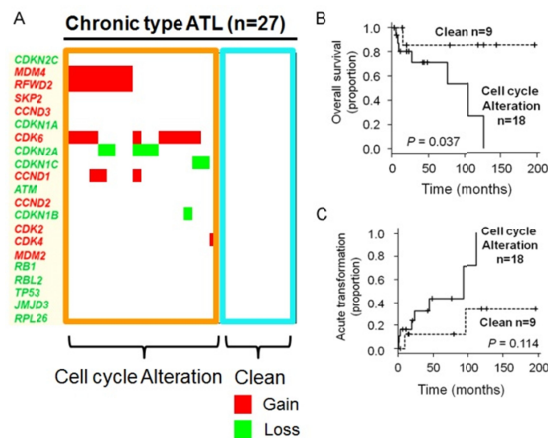 A
Chronic type ATL (n=27)
CDKN2C
MDM4
RFWD2
SKP2
CCND3
CDKN1A
CDK6
CDKN2A
CDKN1C
CCND1
ATM
CCND2
CDKN1B
CDK2
CDK4
MDM2
RB1
RBL2
TP53
JMJD3
RPL26
Cell cycle Alteration
Clean
Gain
Loss
B
Overall survival
(proportion)
1.0
0.8
0.6
0.4
0.2
0.0
Clean n=9
Cell cycle
Alteration
n=18
P = 0.037
0 50 100 150 200
Time (months)
C
Acute transformation
(proportion)
1.0
0.8
0.6
0.4
0.2
0.0
Cell cycle
Alteration
n=18
Clean n=9
P = 0.114
0 50 100 150 200
Time (months)